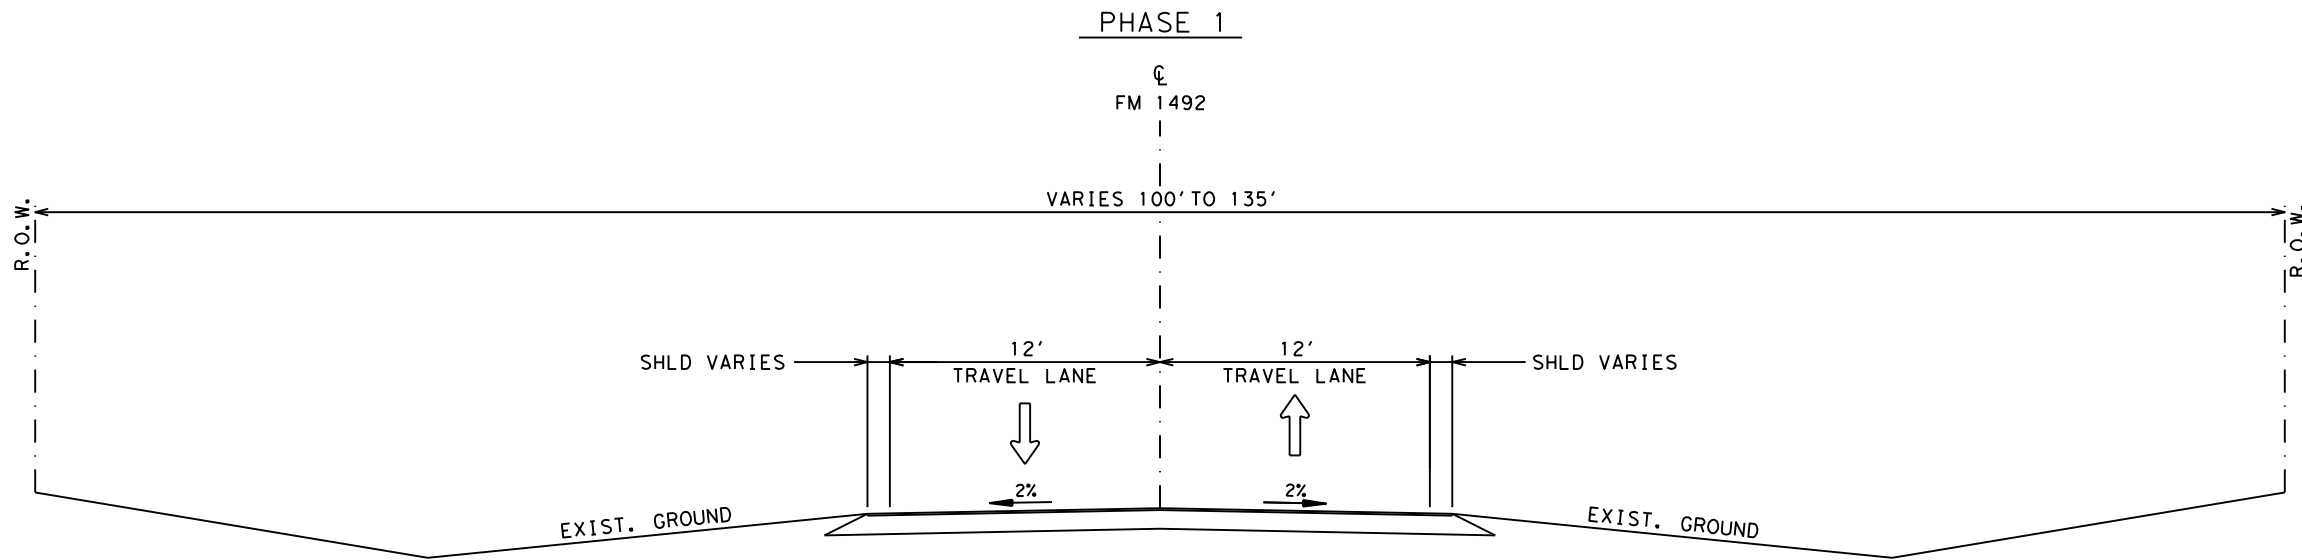 PHASE 1
℄
FM 1492
VARIES 100' TO 135'
R.O.W.
R.O.W.
12'
12'
SHLD VARIES
TRAVEL LANE
TRAVEL LANE
SHLD VARIES
2%
2%
EXIST. GROUND
EXIST. GROUND